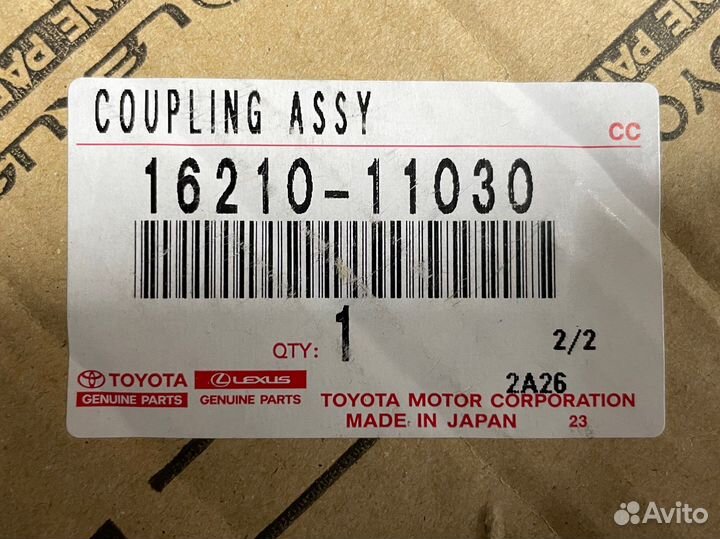 COUPLING ASSY
CC
16210-11030
QTY: 1
2/2
2A26
TOYOTA
GENUINE PARTS
LEXUS
GENUINE PARTS
TOYOTA MOTOR CORPORATION
MADE IN JAPAN 23
Avito